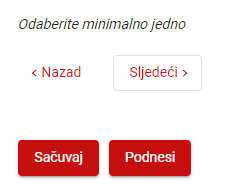 Odaberite minimalno jedno
‹ Nazad Sljedeći ›
Sačuvaj Podnesi